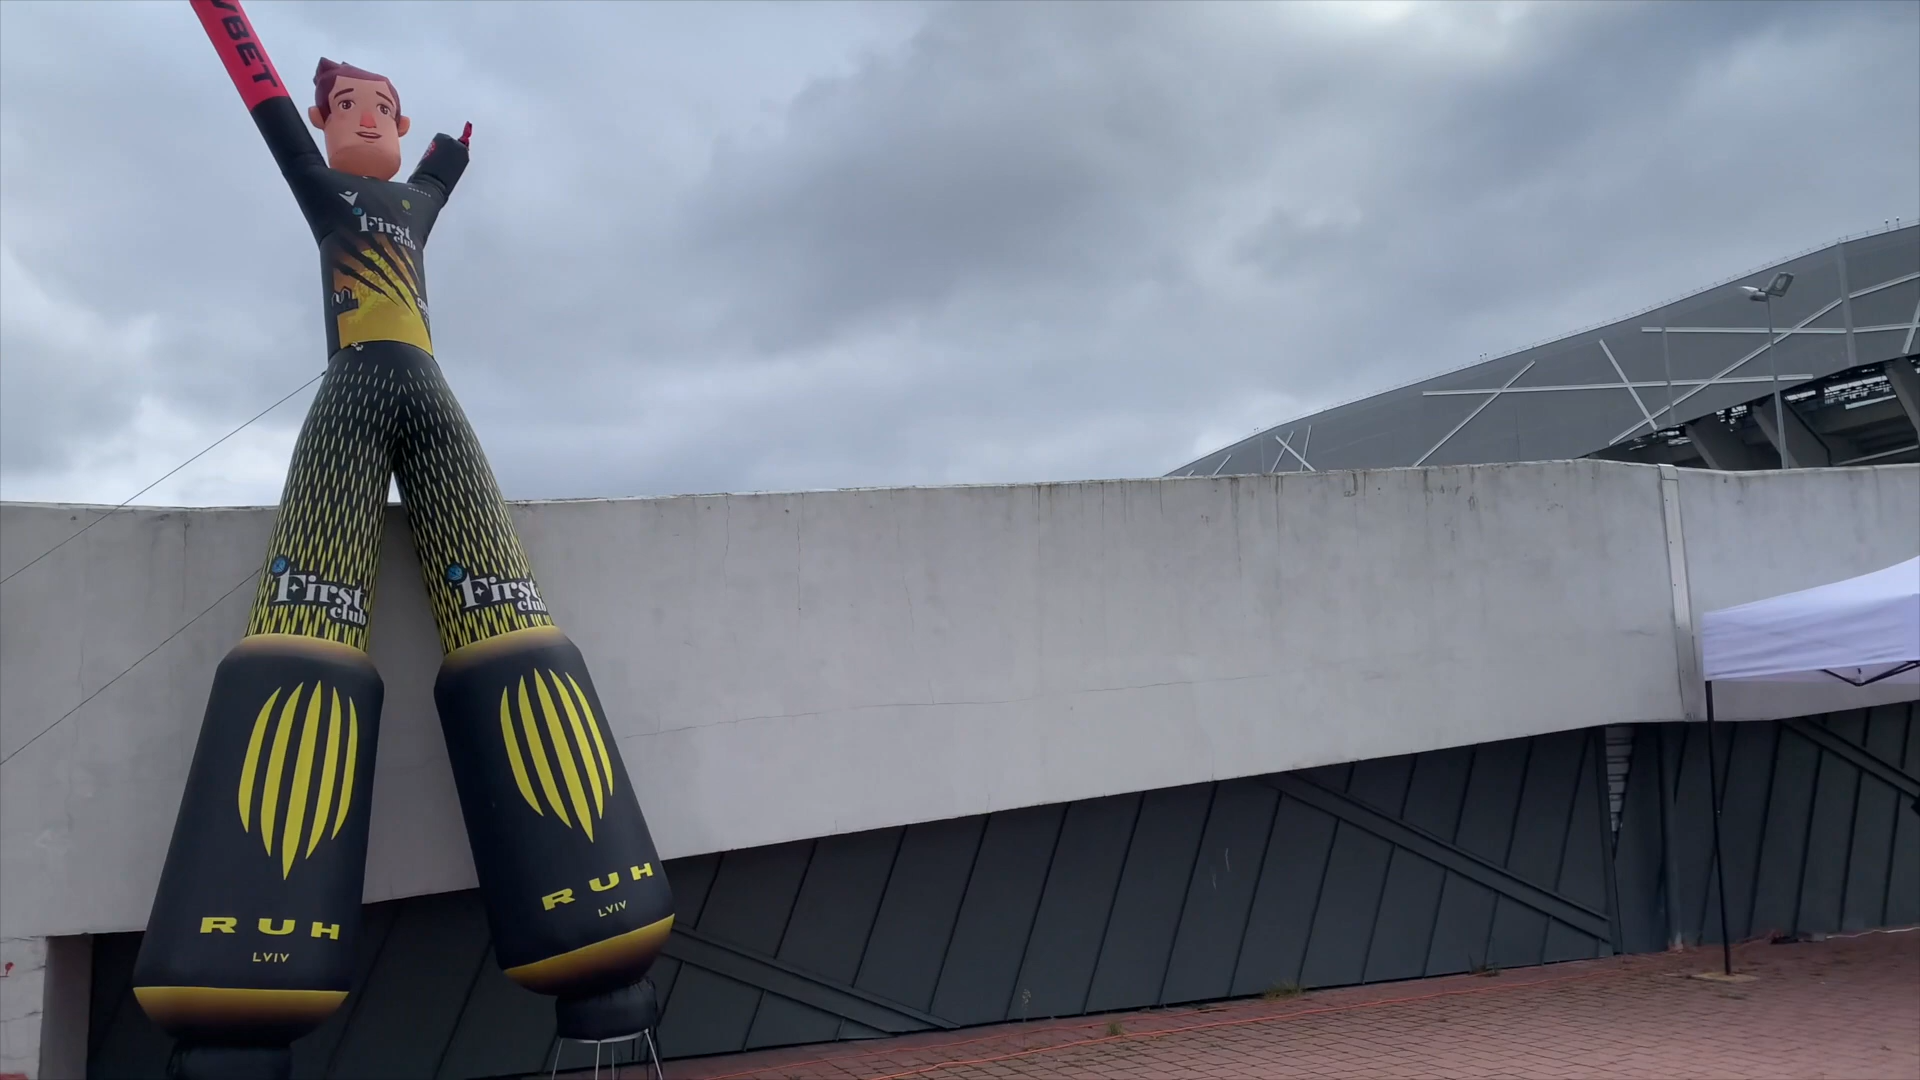 VBET
First
club
First
club
First
club
RUH
LVIV
RUH
LVIV